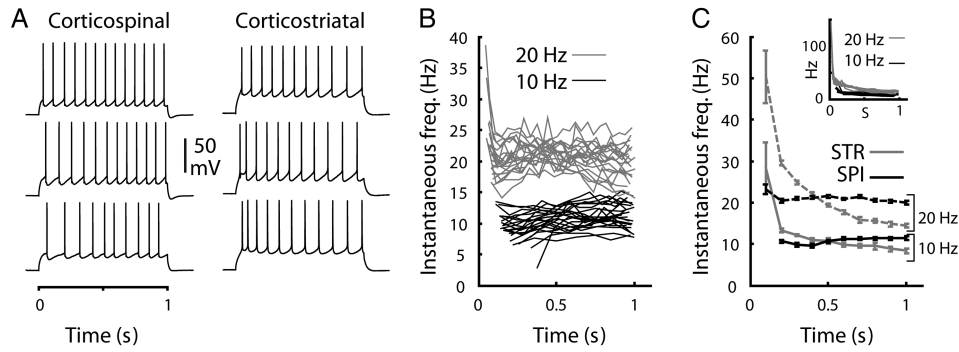 A
Corticospinal
Corticostriatal
50
mV
0
1
Time (s)
B
Instantaneous freq. (Hz)
40
35
30
25
20
15
10
5
0
20 Hz
10 Hz
0
0.5
1
Time (s)
C
Instantaneous freq. (Hz)
60
50
40
30
20
10
0
Hz
100
0
20 Hz
10 Hz
0
S
1
STR
SPI
20 Hz
10 Hz
0
0.5
1
Time (s)